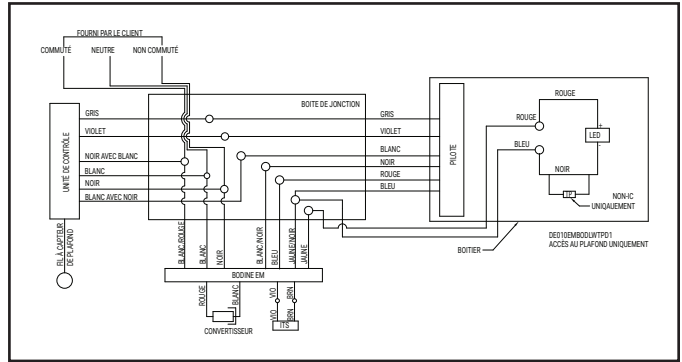 FOURNI PAR LE CLIENT
COMMUTÉ
NEUTRE
NON COMMUTÉ
BOITE DE JONCTION
UNITÉ DE CONTRÔLE
GRIS
VIOLET
NOIR AVEC BLANC
BLANC
NOIR
BLANC AVEC NOIR
GRIS
VIOLET
BLANC
NOIR
ROUGE
BLEU
PILOTE
ROUGE
ROUGE
BLEU
+
LED
-
NOIR
TP
NON-IC
UNIQAUEMENT
FIL À CAPTEUR
DE PLAFOND
BLANC/ROUGE
BLANC
NOIR
BLANC/NOIR
BLEU
JAUNE/NOIR
JAUNE
BOITIER
DE010EMBODUWTPD1
ACCÈS AU PLAFOND UNIQUEMENT
BODINE EM
ROUGE
BLANC
VIO
BRN
VIO
BRN
CONVERTISSEUR
ITS